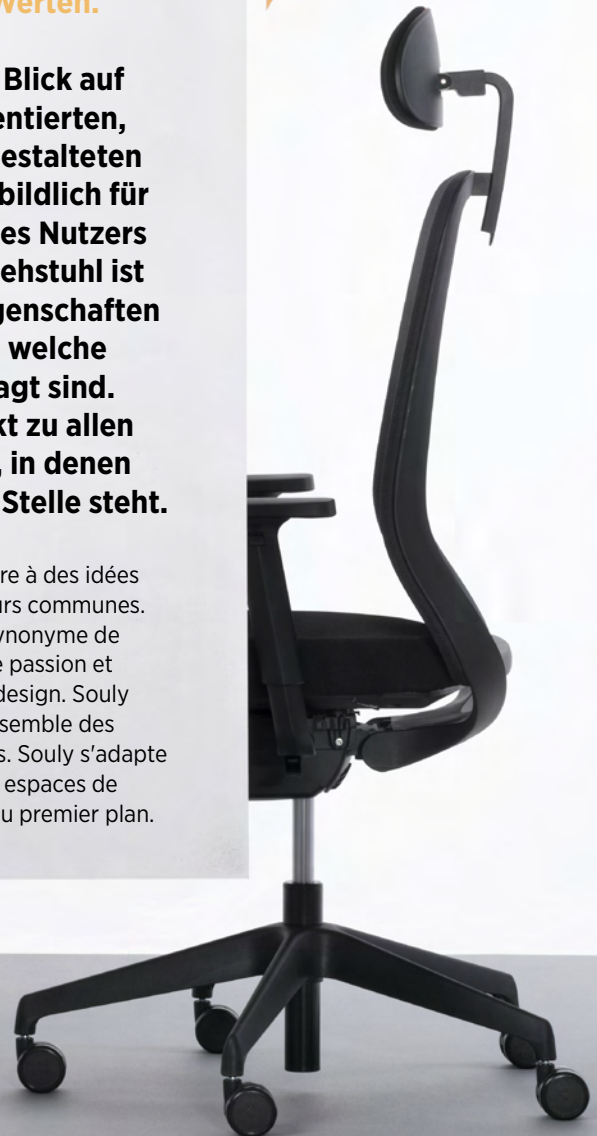 Werten.
Blick auf
entierten,
estalteten
bildlich für
es Nutzers
ehstuhl ist
genschaften
welche
agt sind.
kt zu allen
, in denen
Stelle steht.
re à des idées
urs communes.
ynonyme de
e passion et
design. Souly
semble des
s. Souly s'adapte
espaces de
u premier plan.